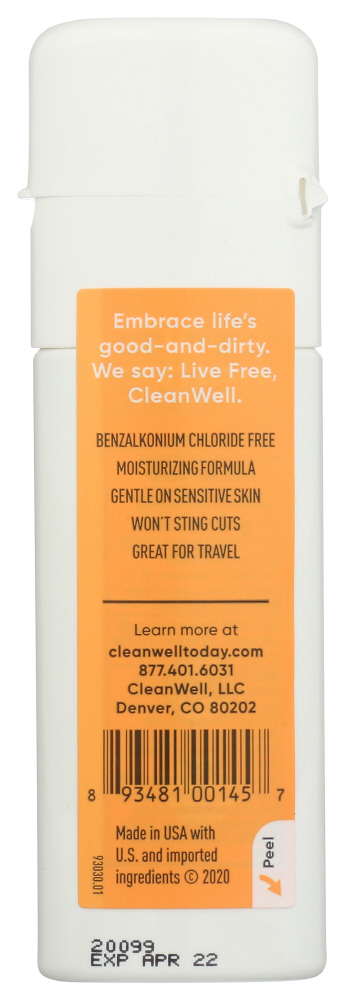 Embrace life's
good-and-dirty.
We say: Live Free,
CleanWell.
BENZALKONIUM CHLORIDE FREE
MOISTURIZING FORMULA
GENTLE ON SENSITIVE SKIN
WON'T STING CUTS
GREAT FOR TRAVEL
Learn more at
cleanwelltoday.com
877.401.6031
CleanWell, LLC
Denver, CO 80202
8 93481 00145 7
Made in USA with
U.S. and imported
ingredients © 2020
93030.01
Peel
20099
EXP APR 22